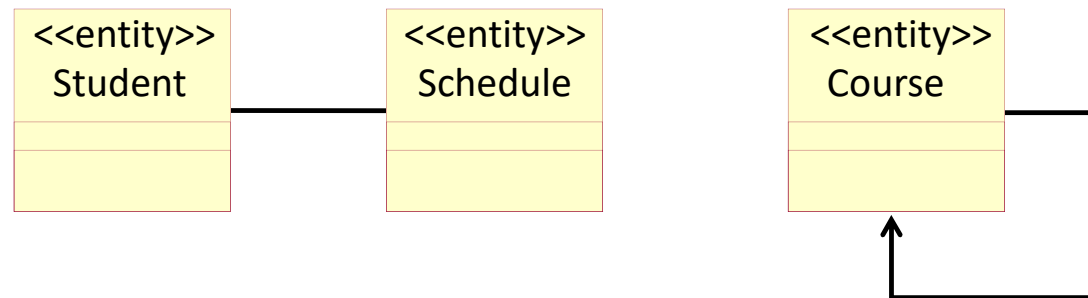 <<entity>>
Student
<<entity>>
Schedule
<<entity>>
Course